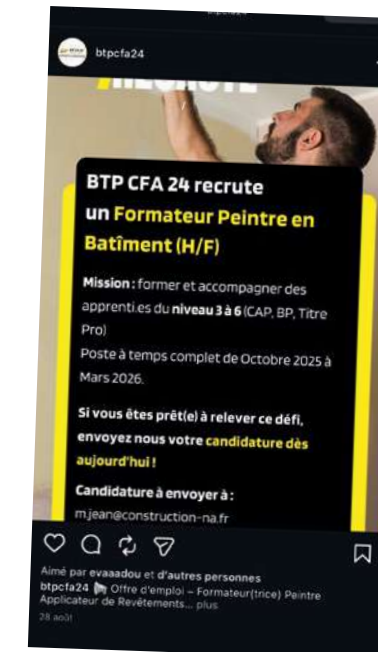 btpcfa24
BTP CFA 24 recrute
un Formateur Peintre en
Batîment (H/F)
Mission : former et accompagner des
apprenti.es du niveau 3 à 6 (CAP, BP, Titre
Pro)
Poste à temps complet de Octobre 2025 à
Mars 2026.
Si vous êtes prêt(e) à relever ce défi,
envoyez nous votre candidature dès
aujourd'hui !
Candidature à envoyer à :
m.jean@construction-na.fr
Aimé par evaaadou et d'autres personnes
btpcfa24 Offre d'emploi – Formateur(trice) Peintre
Applicateur de Revêtements... plus
28 août